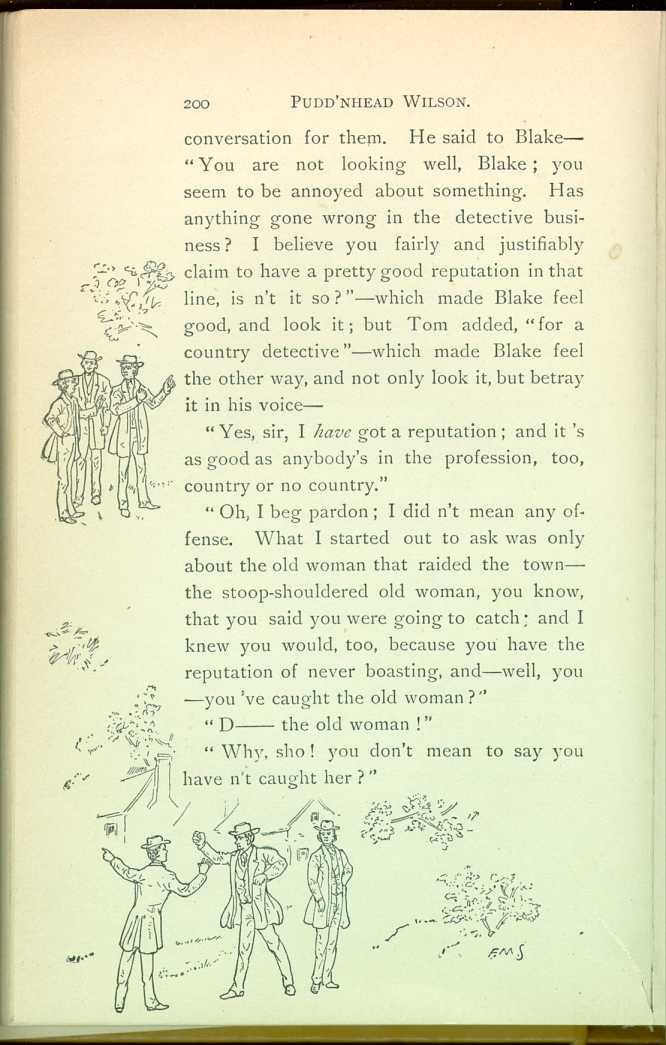 200 PUDD'NHEAD WILSON.
conversation for them. He said to Blake—
“You are not looking well, Blake; you
seem to be annoyed about something. Has
anything gone wrong in the detective busi-
ness? I believe you fairly and justifiably
claim to have a pretty good reputation in that
line, is n't it so?”—which made Blake feel
good, and look it; but Tom added, “for a
country detective”—which made Blake feel
the other way, and not only look it, but betray
it in his voice—
“Yes, sir, I have got a reputation; and it 's
as good as anybody's in the profession, too,
country or no country.”
“Oh, I beg pardon; I did n't mean any of-
fense. What I started out to ask was only
about the old woman that raided the town—
the stoop-shouldered old woman, you know,
that you said you were going to catch; and I
knew you would, too, because you have the
reputation of never boasting, and—well, you
—you 've caught the old woman?”
“D—— the old woman!”
“Why, sho! you don't mean to say you
have n't caught her?”
F.M.S